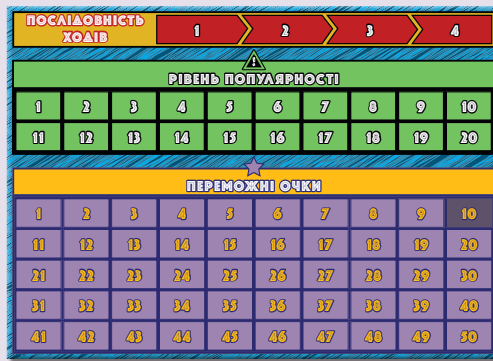 ПОСЛІДОВНІСТЬ
ХОДІВ
1 2 3 4
РІВЕНЬ ПОПУЛЯРНОСТІ
1 2 3 4 5 6 7 8 9 10
11 12 13 14 15 16 17 18 19 20
ПЕРЕМОЖНІ ОЧКИ
1 2 3 4 5 6 7 8 9 10
11 12 13 14 15 16 17 18 19 20
21 22 23 24 25 26 27 28 29 30
31 32 33 34 35 36 37 38 39 40
41 42 43 44 45 46 47 48 49 50